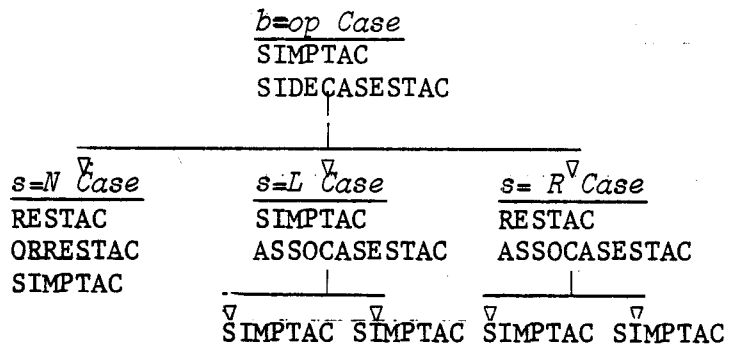 b=op Case
SIMPTAC
SIDECASESTAC
s=N Case
RESTAC
ORRESTAC
SIMPTAC
s=L Case
SIMPTAC
ASSOCASESTAC
s= R Case
RESTAC
ASSOCASESTAC
SIMPTAC SIMPTAC SIMPTAC SIMPTAC